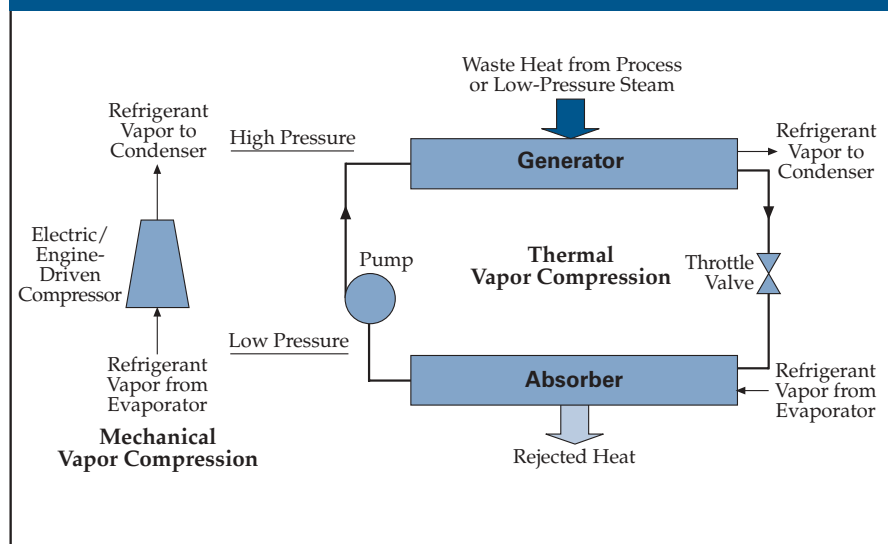 Refrigerant
Vapor to
Condenser
Electric/
Engine-
Driven
Compressor
Refrigerant
Vapor from
Evaporator
Mechanical
Vapor Compression
High Pressure
Low Pressure
Waste Heat from Process
or Low-Pressure Steam
Generator
Refrigerant
Vapor to
Condenser
Pump
Thermal
Vapor Compression
Throttle
Valve
Absorber
Refrigerant
Vapor from
Evaporator
Rejected Heat